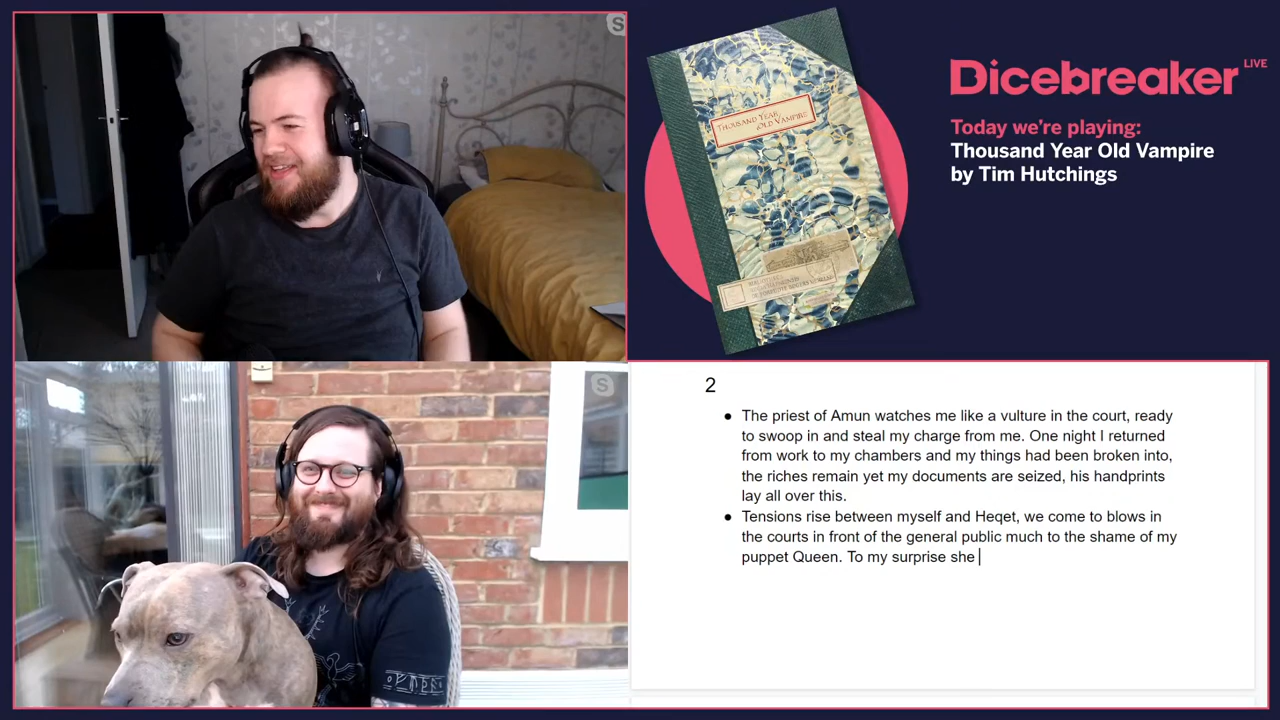 Dicebreaker LIVE
Today we're playing:
Thousand Year Old Vampire
by Tim Hutchings
THOUSAND YEAR
OLD VAMPIRE
2
● The priest of Amun watches me like a vulture in the court, ready
to swoop in and steal my charge from me. One night I returned
from work to my chambers and my things had been broken into,
the riches remain yet my documents are seized, his handprints
lay all over this.
● Tensions rise between myself and Heqet, we come to blows in
the courts in front of the general public much to the shame of my
puppet Queen. To my surprise she